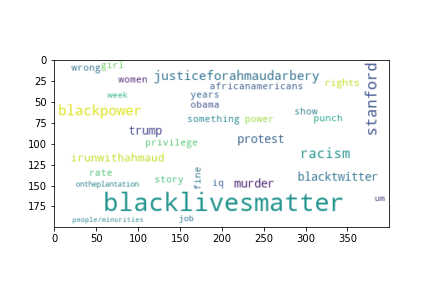 0
25
50
75
100
125
150
175
wrong girl
women justiceforahmaudarbery
africanamericans rights
week years
obama
blackpower
something power show punch
stanford
trump protest
privilege
irunwithahmaud racism
rate
ontheplantation story fine iq murder blacktwitter
blacklivesmatter um
people/minorities job
0 50 100 150 200 250 300 350